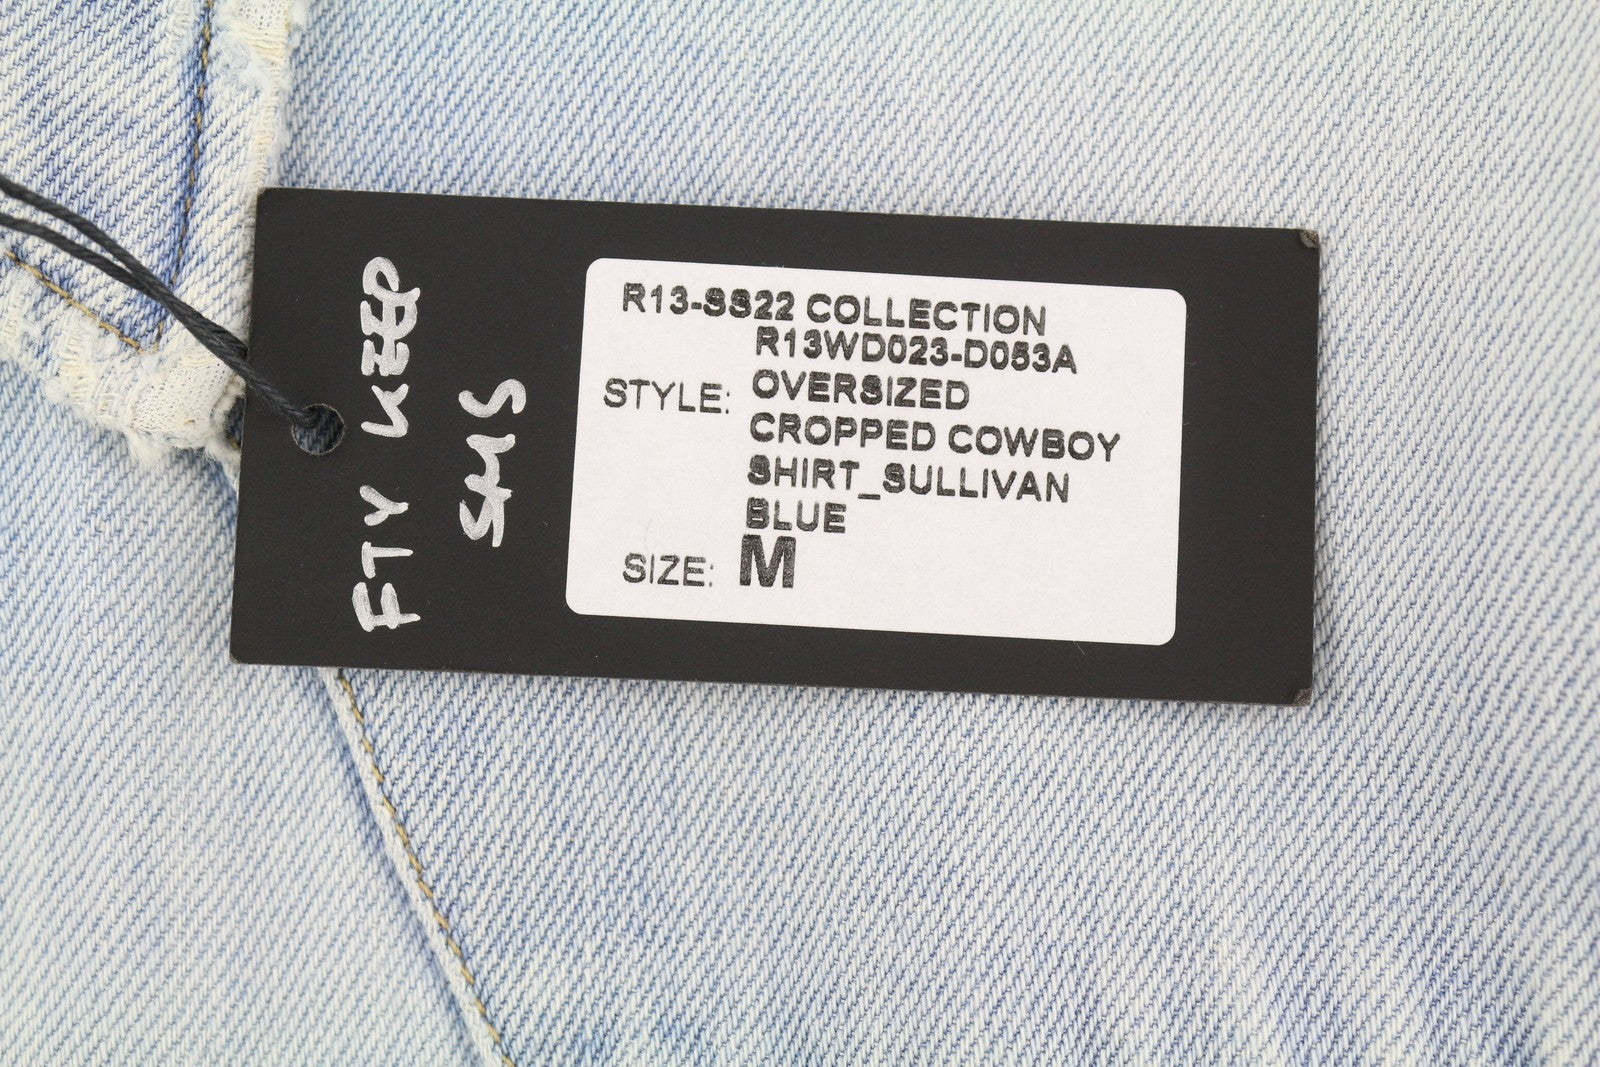 FTY KEEP
SMS
R13-SS22 COLLECTION
R13WD023-D053A
STYLE: OVERSIZED
CROPPED COWBOY
SHIRT_SULLIVAN
BLUE
SIZE: M